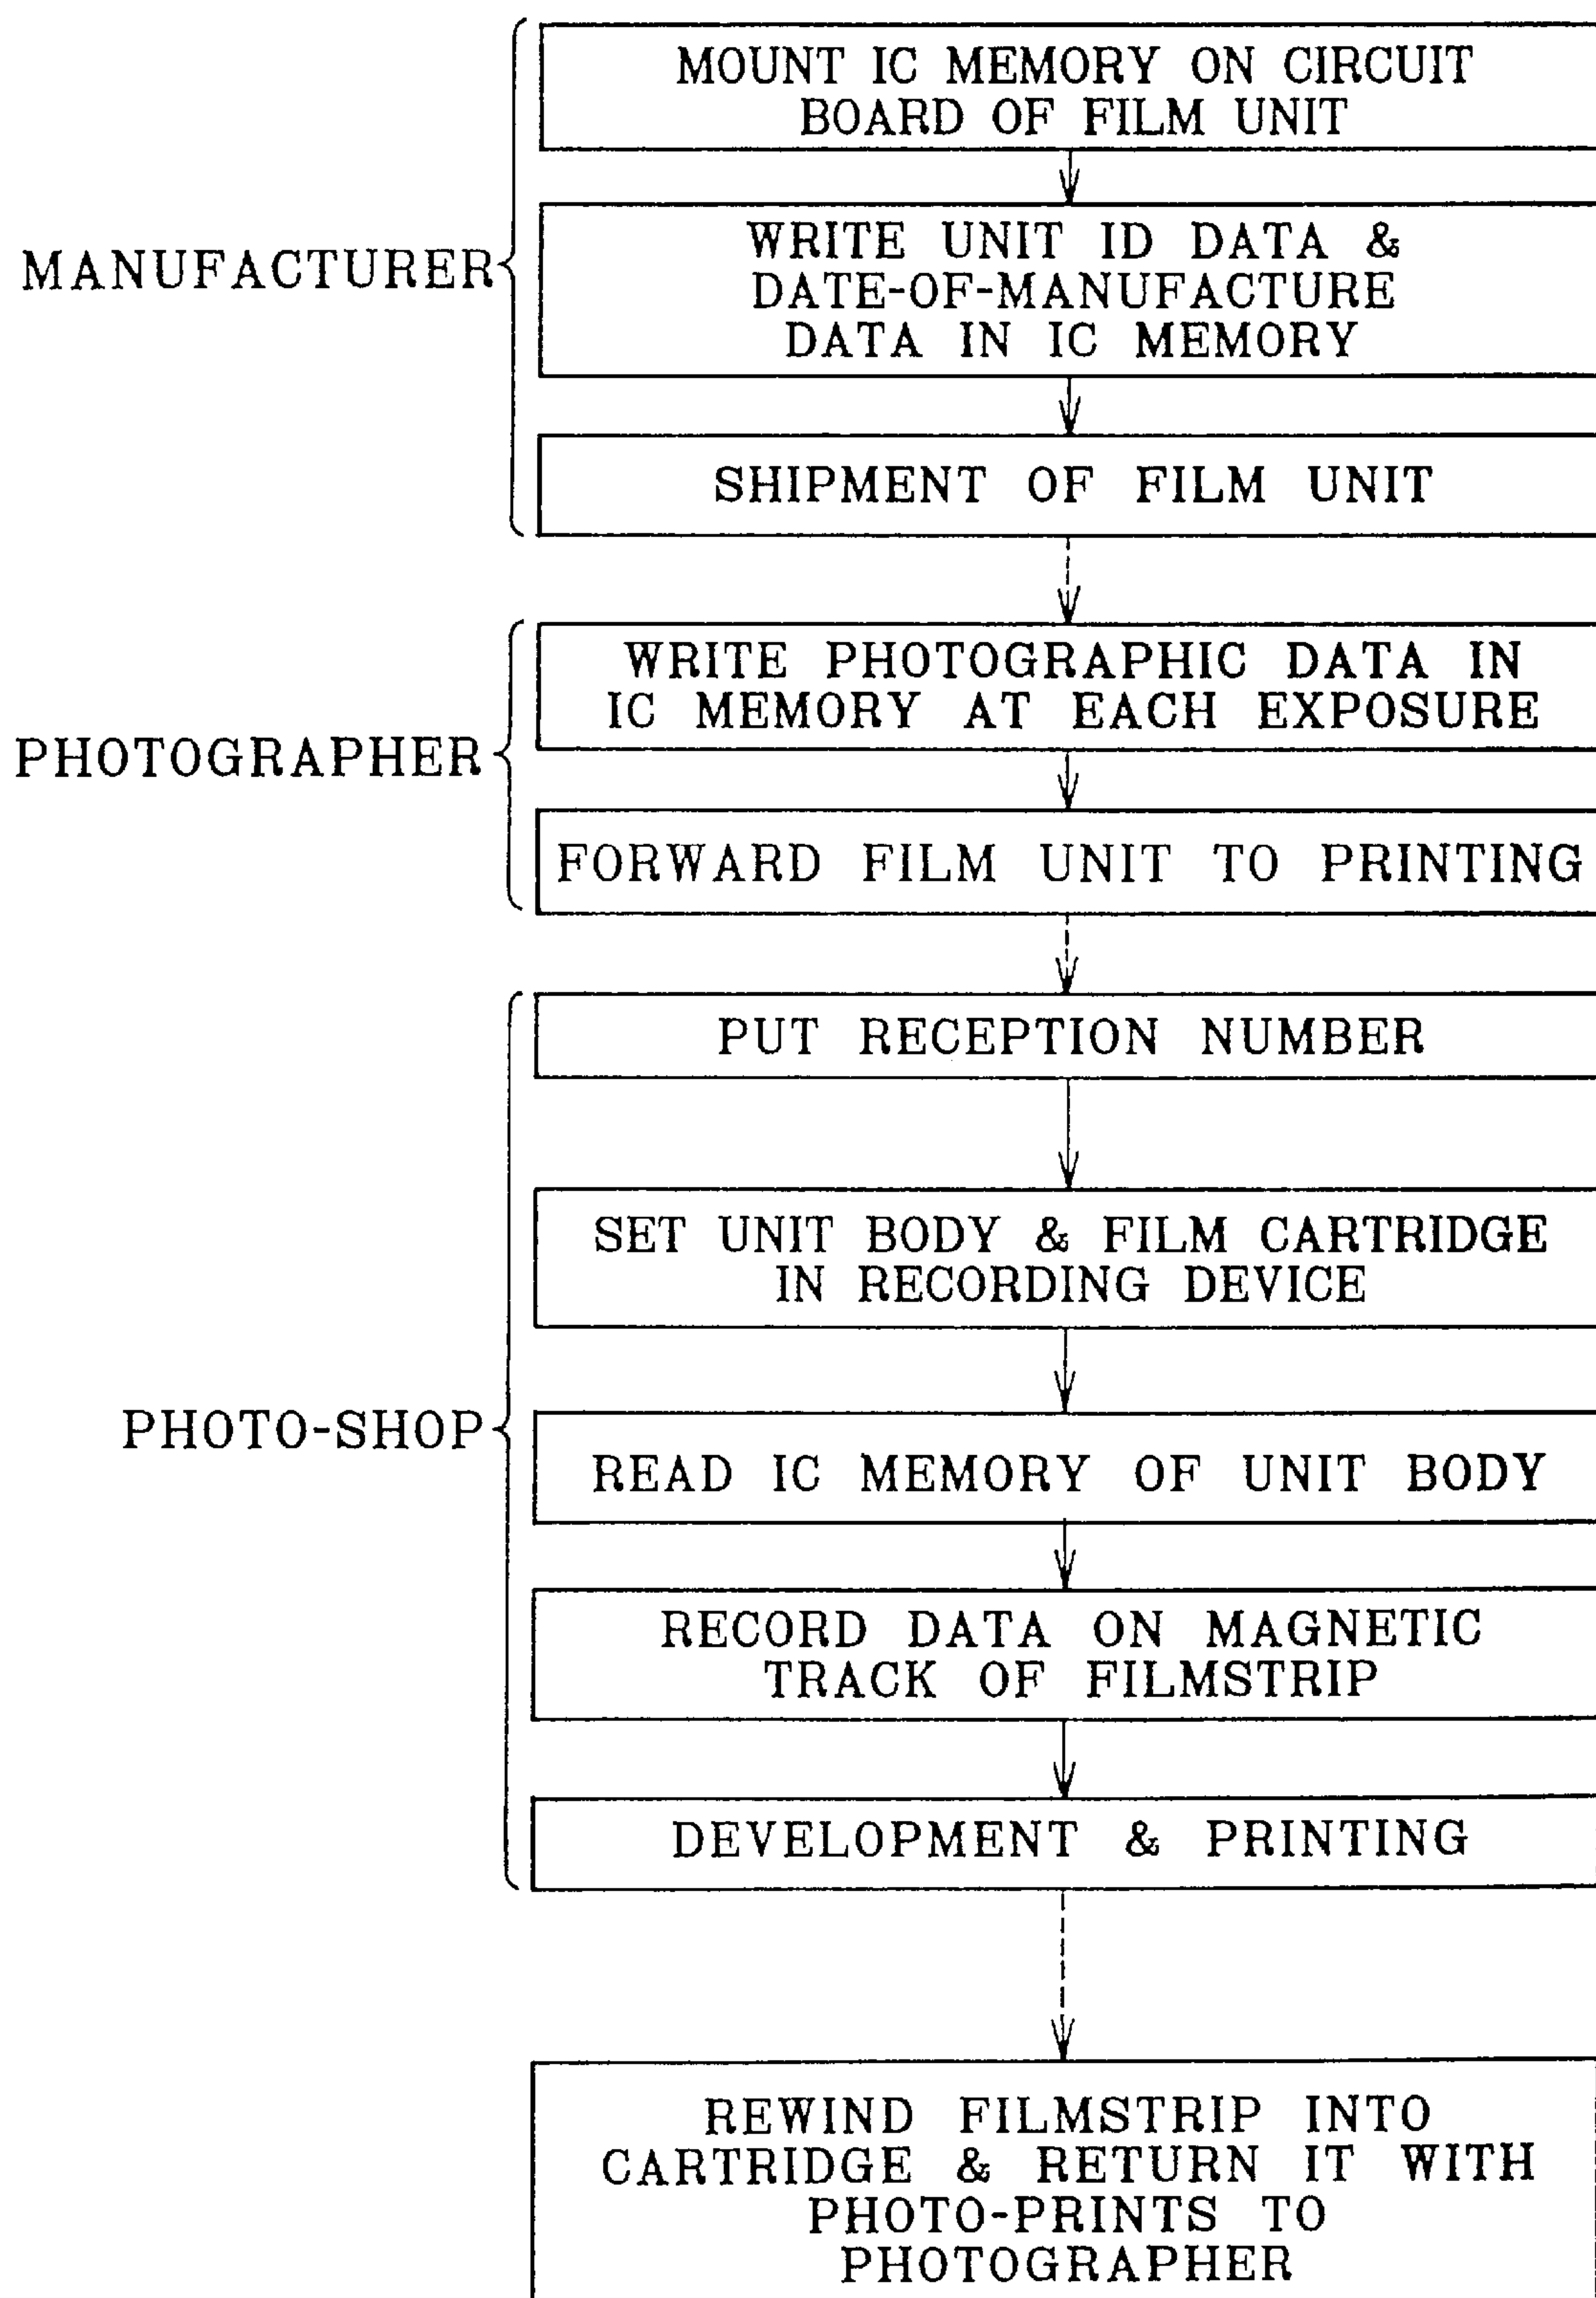 MOUNT IC MEMORY ON CIRCUIT
BOARD OF FILM UNIT
MANUFACTURER
WRITE UNIT ID DATA &
DATE-OF-MANUFACTURE
DATA IN IC MEMORY
SHIPMENT OF FILM UNIT
PHOTOGRAPHER
WRITE PHOTOGRAPHIC DATA IN
IC MEMORY AT EACH EXPOSURE
FORWARD FILM UNIT TO PRINTING
PHOTO-SHOP
PUT RECEPTION NUMBER
SET UNIT BODY & FILM CARTRIDGE
IN RECORDING DEVICE
READ IC MEMORY OF UNIT BODY
RECORD DATA ON MAGNETIC
TRACK OF FILMSTRIP
DEVELOPMENT & PRINTING
REWIND FILMSTRIP INTO
CARTRIDGE & RETURN IT WITH
PHOTO-PRINTS TO
PHOTOGRAPHER